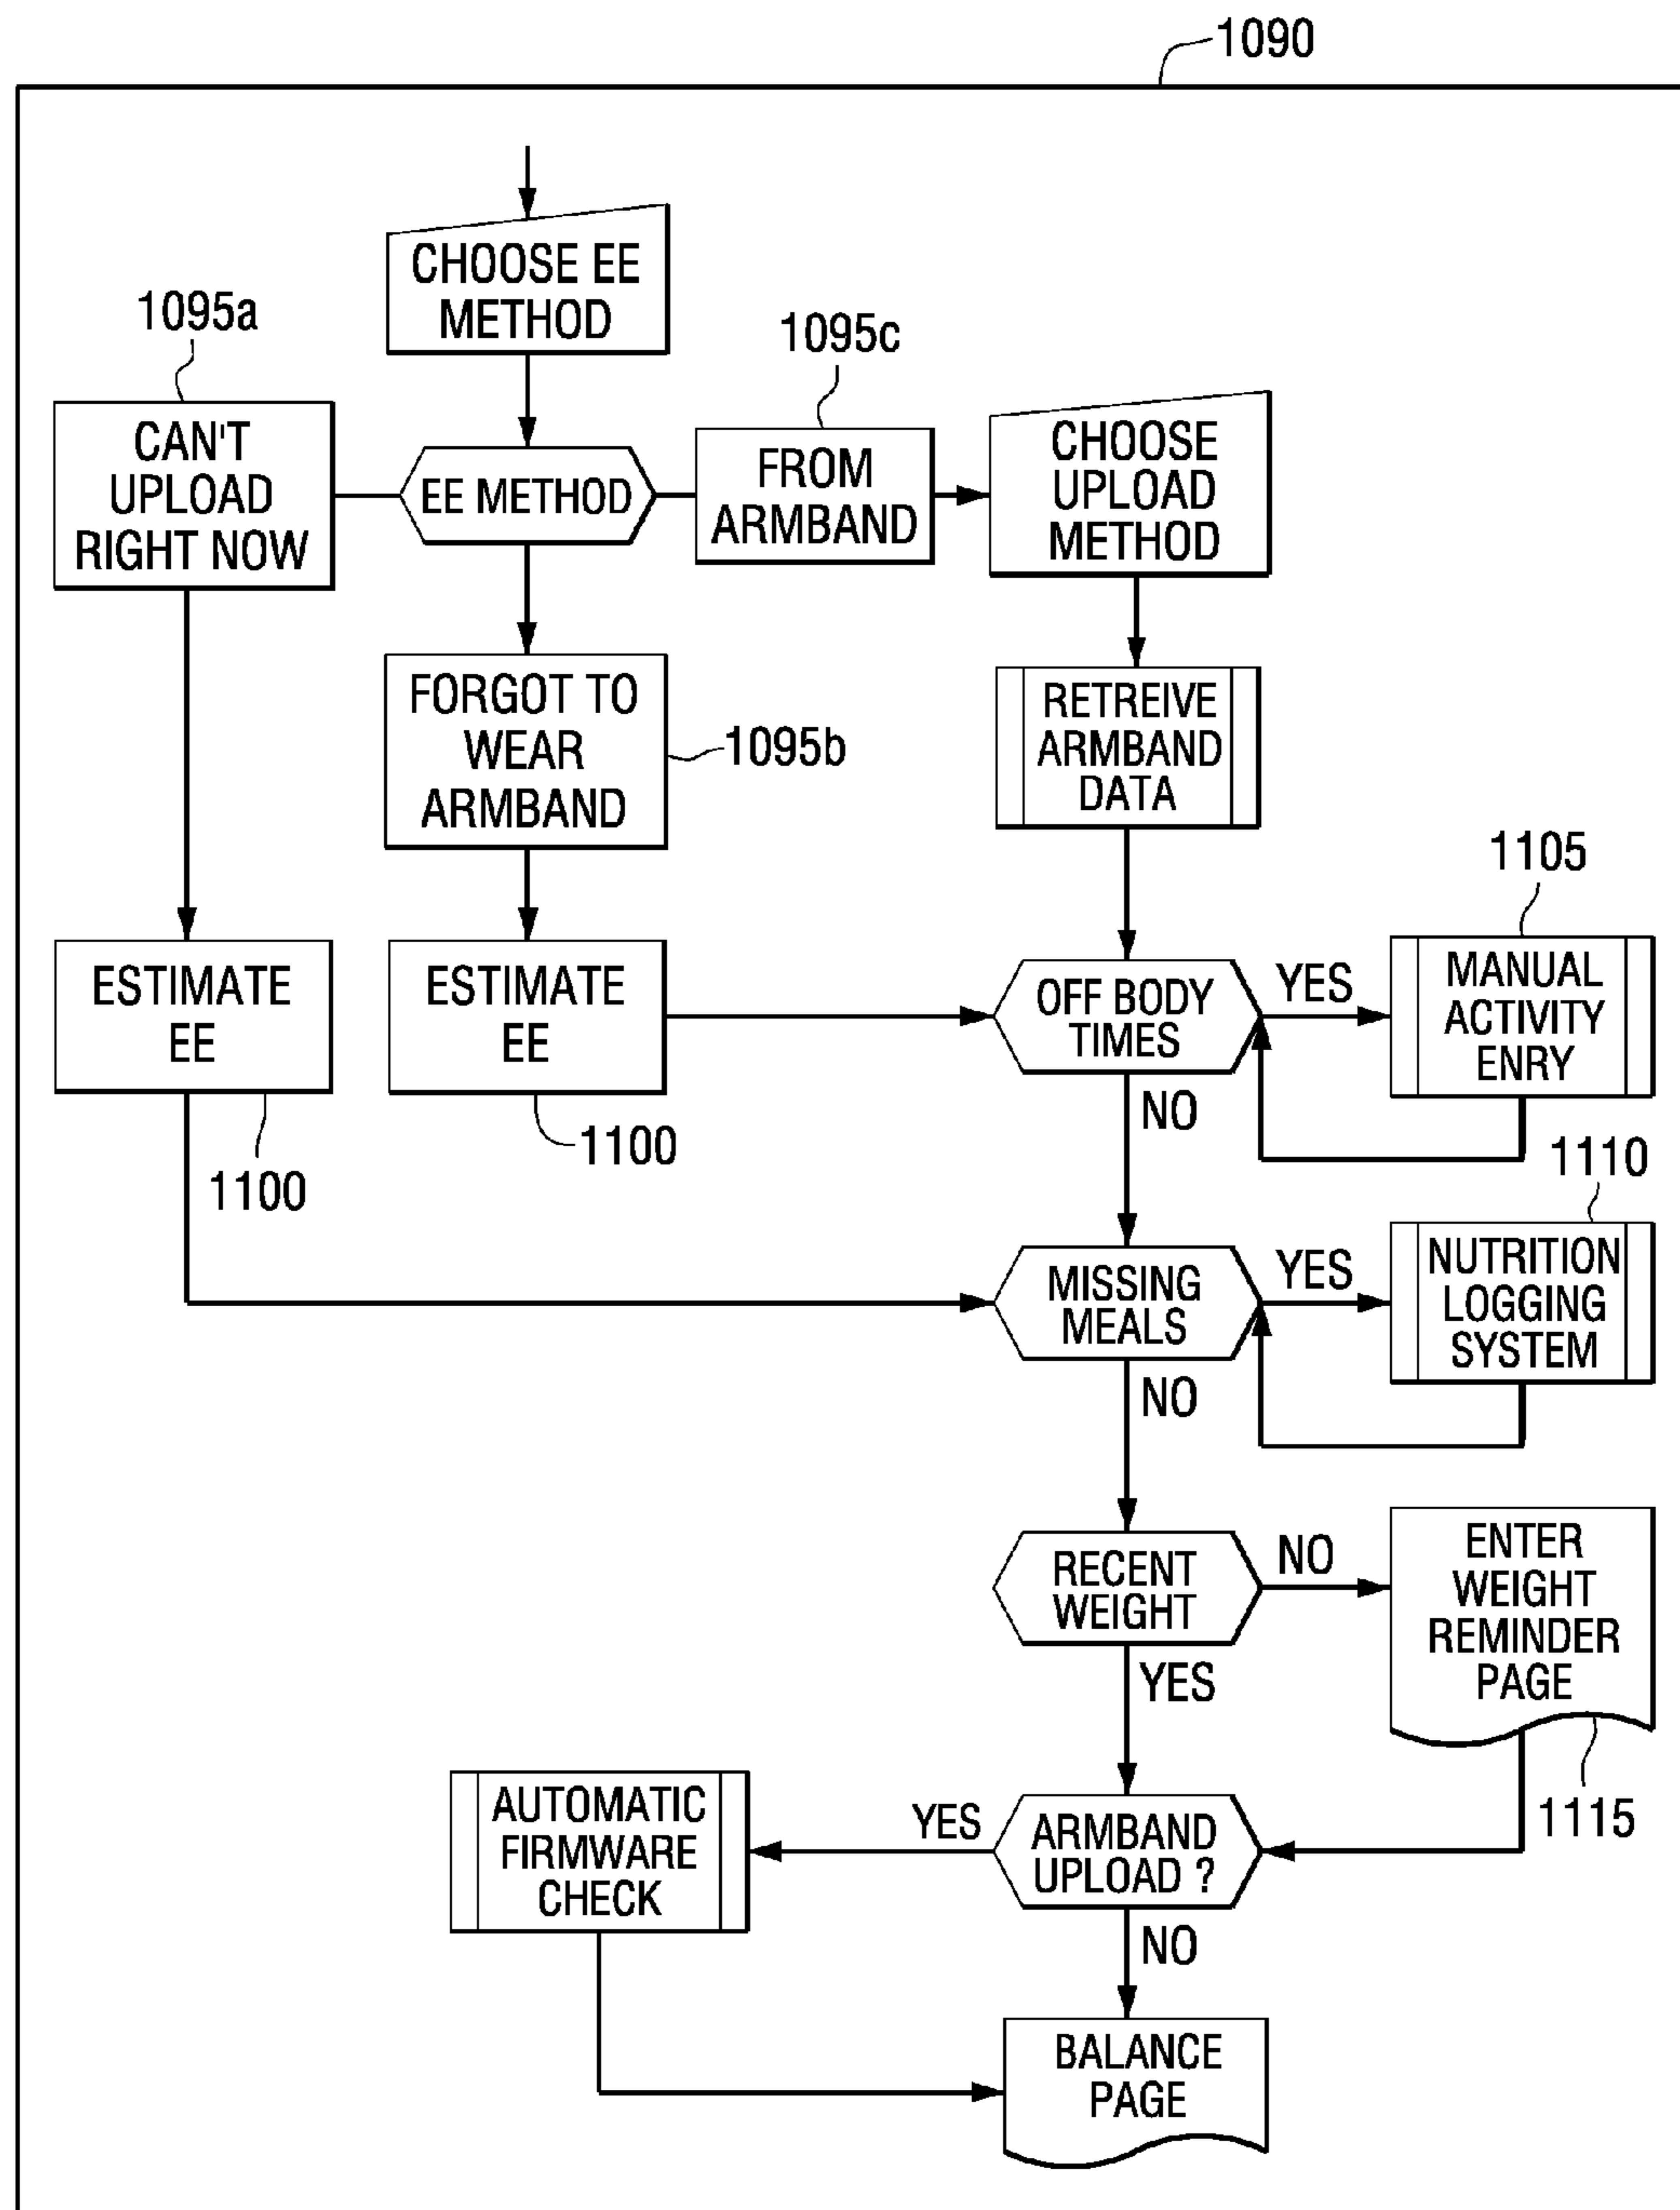 1090
CHOOSE EE
METHOD
1095a
1095c
CAN'T
UPLOAD
RIGHT NOW
EE METHOD
FROM
ARMBAND
CHOOSE
UPLOAD
METHOD
FORGOT TO
WEAR
ARMBAND
1095b
RETREIVE
ARMBAND
DATA
1105
ESTIMATE
EE
ESTIMATE
EE
OFF BODY
TIMES
YES
MANUAL
ACTIVITY
ENRY
NO
1100
1100
1110
MISSING
MEALS
YES
NUTRITION
LOGGING
SYSTEM
NO
RECENT
WEIGHT
NO
ENTER
WEIGHT
REMINDER
PAGE
YES
1115
AUTOMATIC
FIRMWARE
CHECK
YES
ARMBAND
UPLOAD ?
NO
BALANCE
PAGE